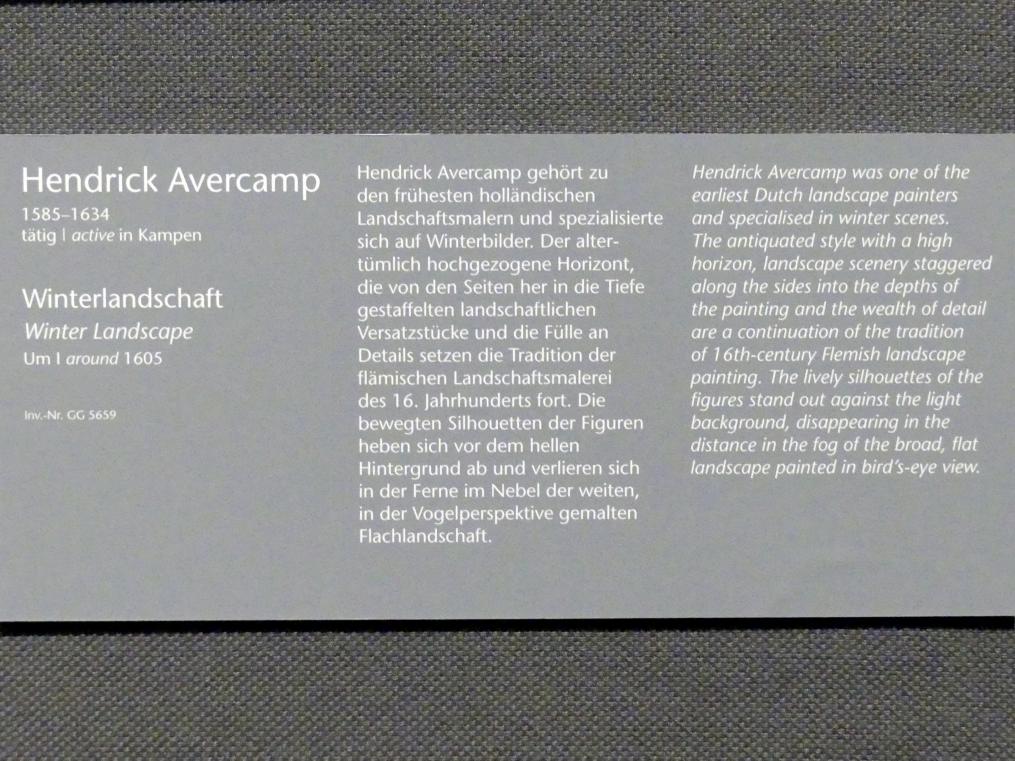 Hendrick Avercamp
1585–1634
tätig | active in Kampen
Winterlandschaft
Winter Landscape
Um | around 1605
Inv.-Nr. GG 5659
Hendrick Avercamp gehört zu
den frühesten holländischen
Landschaftsmalern und spezialisierte
sich auf Winterbilder. Der alter-
tümlich hochgezogene Horizont,
die von den Seiten her in die Tiefe
gestaffelten landschaftlichen
Versatzstücke und die Fülle an
Details setzen die Tradition der
flämischen Landschaftsmalerei
des 16. Jahrhunderts fort. Die
bewegten Silhouetten der Figuren
heben sich vor dem hellen
Hintergrund ab und verlieren sich
in der Ferne im Nebel der weiten,
in der Vogelperspektive gemalten
Flachlandschaft.
Hendrick Avercamp was one of the
earliest Dutch landscape painters
and specialised in winter scenes.
The antiquated style with a high
horizon, landscape scenery staggered
along the sides into the depths of
the painting and the wealth of detail
are a continuation of the tradition
of 16th-century Flemish landscape
painting. The lively silhouettes of the
figures stand out against the light
background, disappearing in the
distance in the fog of the broad, flat
landscape painted in bird's-eye view.